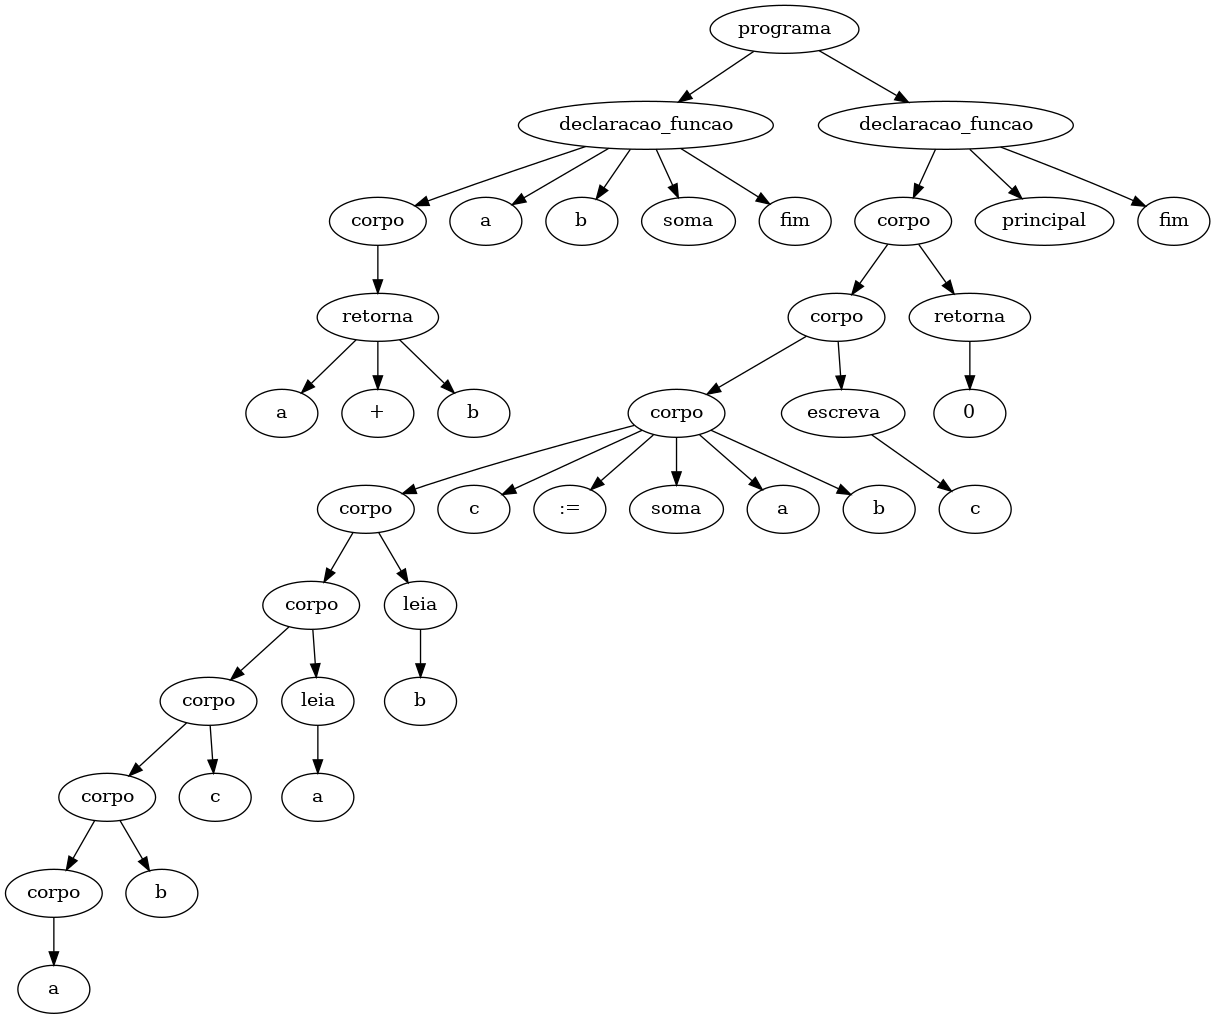 programa
declaracao_funcao declaracao_funcao
corpo a b soma fim corpo principal fim
retorna corpo retorna
a + b corpo escreva 0
corpo c := soma a b c
corpo leia
corpo leia b
corpo c a
corpo b
a